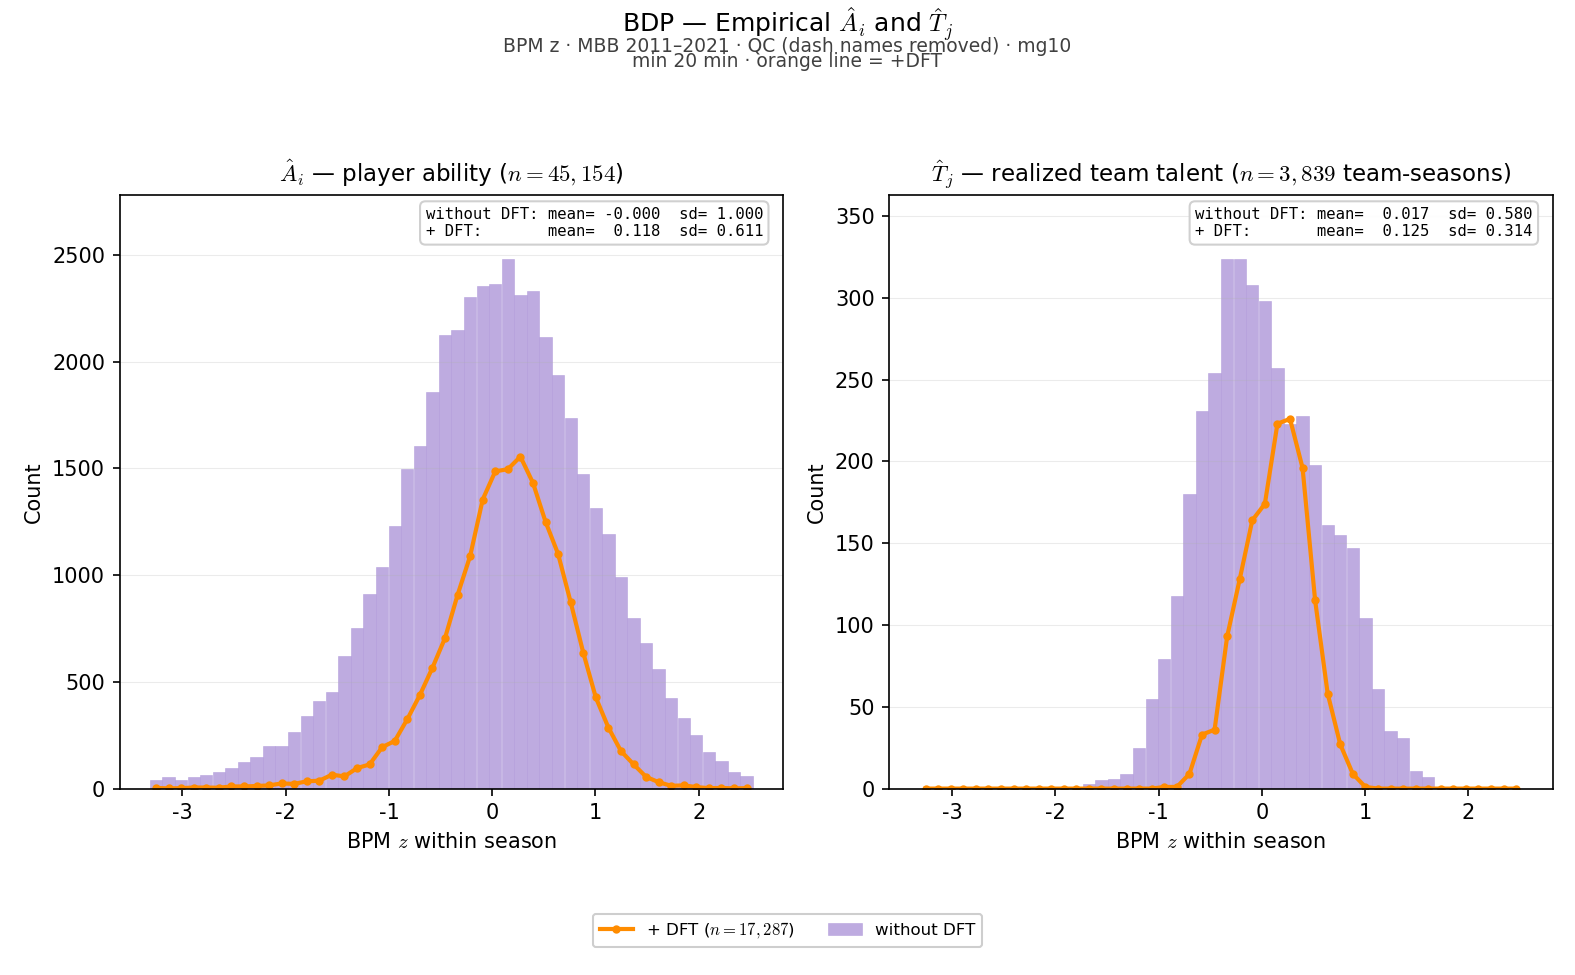 BDP — Empirical Âᵢ and T̂ⱼ
BPM z · MBB 2011–2021 · QC (dash names removed) · mg10
min 20 min · orange line = +DFT
Âᵢ — player ability (n = 45, 154)
without DFT: mean= -0.000 sd= 1.000
+ DFT: mean= 0.118 sd= 0.611
Count
2500
2000
1500
1000
500
0
-3 -2 -1 0 1 2
BPM z within season
T̂ⱼ — realized team talent (n = 3, 839 team-seasons)
without DFT: mean= 0.017 sd= 0.580
+ DFT: mean= 0.125 sd= 0.314
Count
350
300
250
200
150
100
50
0
-3 -2 -1 0 1 2
BPM z within season
+ DFT (n = 17, 287) without DFT